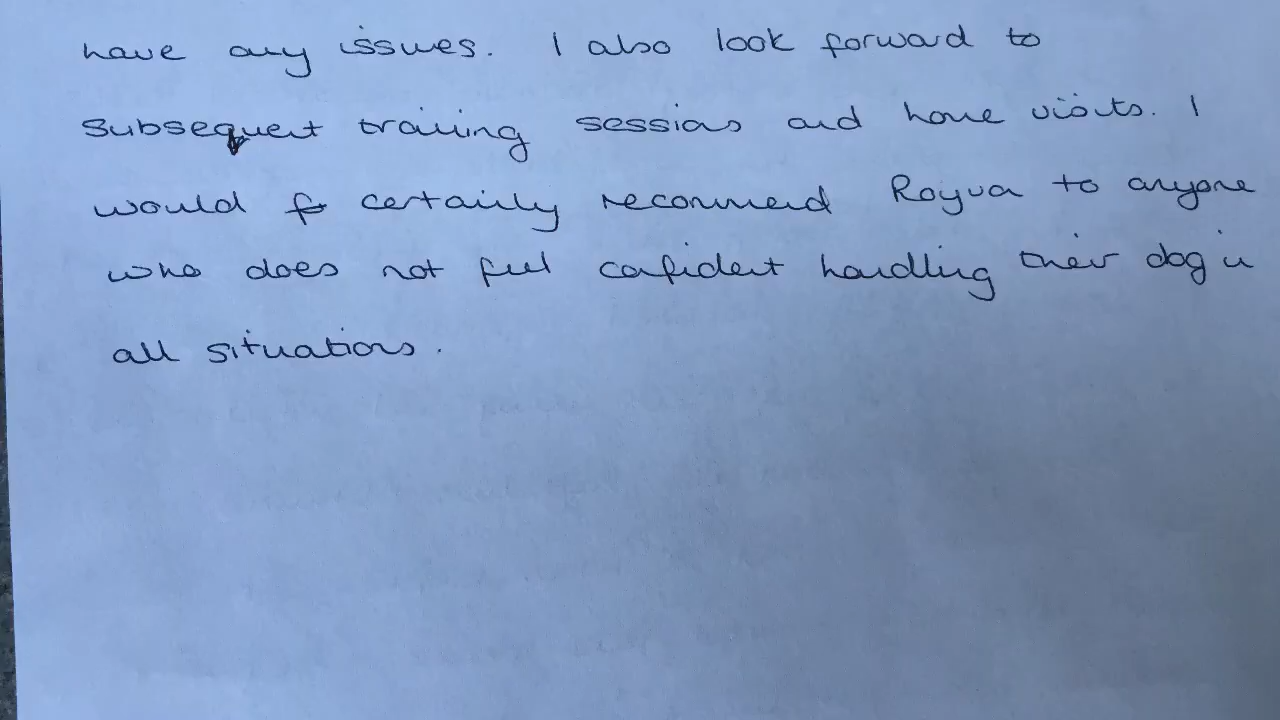 have any issues. I also look forward to
subsequent training sessions and home visits. I
would certainly recommend Royua to anyone
who does not feel confident handling their dog in
all situations.